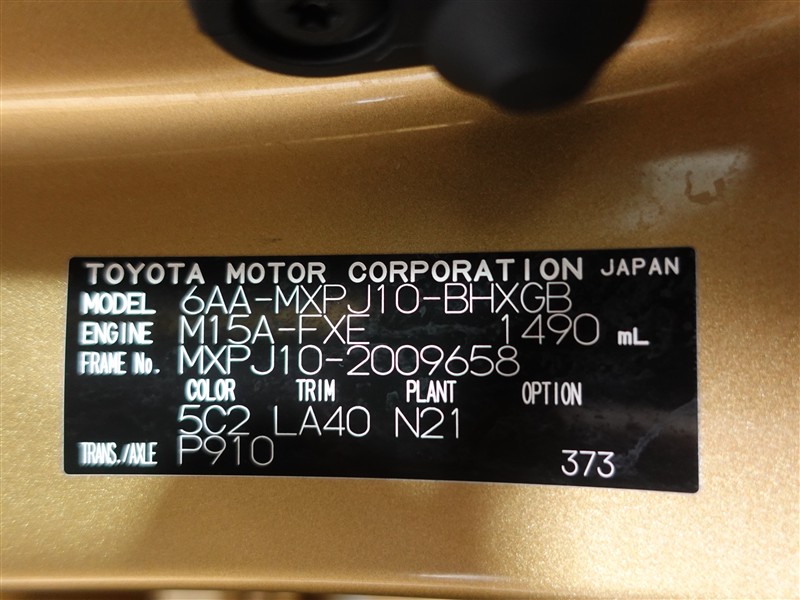 TOYOTA MOTOR CORPORATION JAPAN
MODEL 6AA-MXPJ10-BHXGB
ENGINE M15A-FXE 1490 mL
FRAME No. MXPJ10-2009658
COLOR TRIM PLANT OPTION
5C2 LA40 N21
TRANS./AXLE P910 373